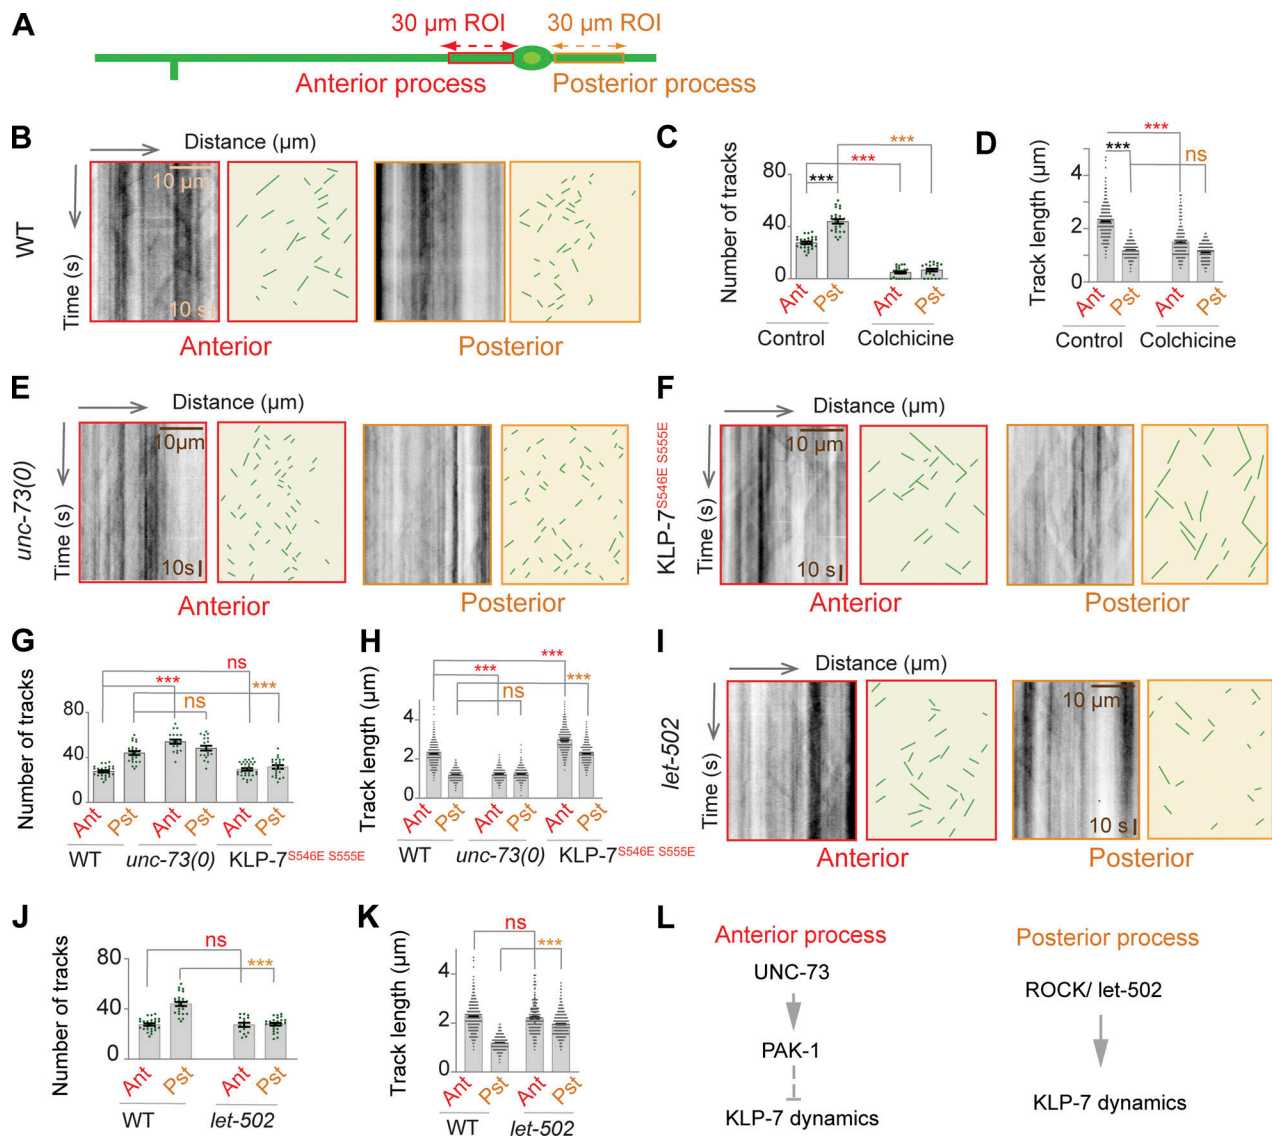 A
30 µm ROI
30 µm ROI
Anterior process
Posterior process
B
Distance (µm)
Time (s)
WT
10 µm
10 s
Anterior
Posterior
C
Number of tracks
80
40
0
***
***
***
Ant
Pst
Ant
Pst
Control
Colchicine
D
Track length (µm)
4
2
0
***
***
ns
Ant
Pst
Ant
Pst
Control
Colchicine
E
Distance (µm)
Time (s)
unc-73(0)
10µm
10s
Anterior
Posterior
F
Distance (µm)
Time (s)
KLP-7S546E S555E
10 µm
10 s
Anterior
Posterior
G
Number of tracks
80
40
0
ns
***
***
ns
Ant
Pst
Ant
Pst
Ant
Pst
WT
unc-73(0)
KLP-7S546E S555E
H
Track length (µm)
4
2
0
***
***
***
ns
Ant
Pst
Ant
Pst
Ant
Pst
WT
unc-73(0)
KLP-7S546E S555E
I
Distance (µm)
Time (s)
let-502
10 µm
10 s
Anterior
Posterior
J
Number of tracks
80
40
0
ns
***
Ant
Pst
Ant
Pst
WT
let-502
K
Track length (µm)
4
2
0
ns
***
Ant
Pst
Ant
Pst
WT
let-502
L
Anterior process
UNC-73
PAK-1
KLP-7 dynamics
Posterior process
ROCK/ let-502
KLP-7 dynamics